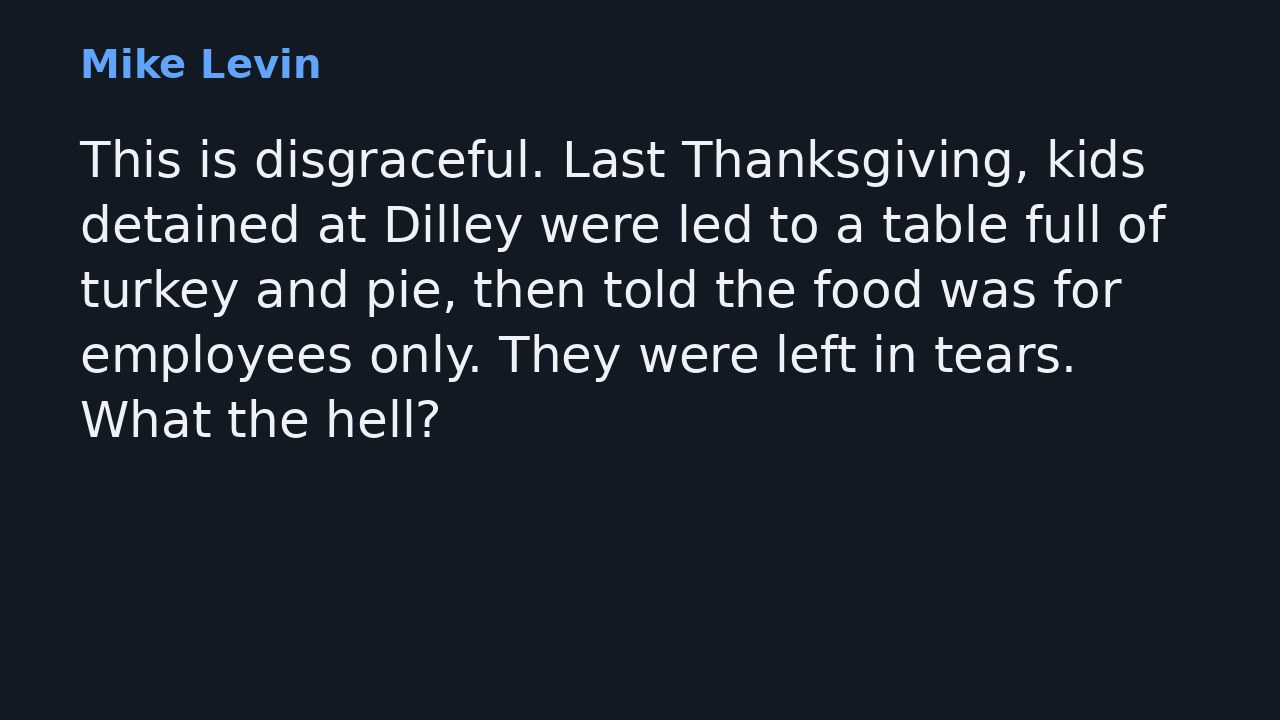 Mike Levin
This is disgraceful. Last Thanksgiving, kids
detained at Dilley were led to a table full of
turkey and pie, then told the food was for
employees only. They were left in tears.
What the hell?